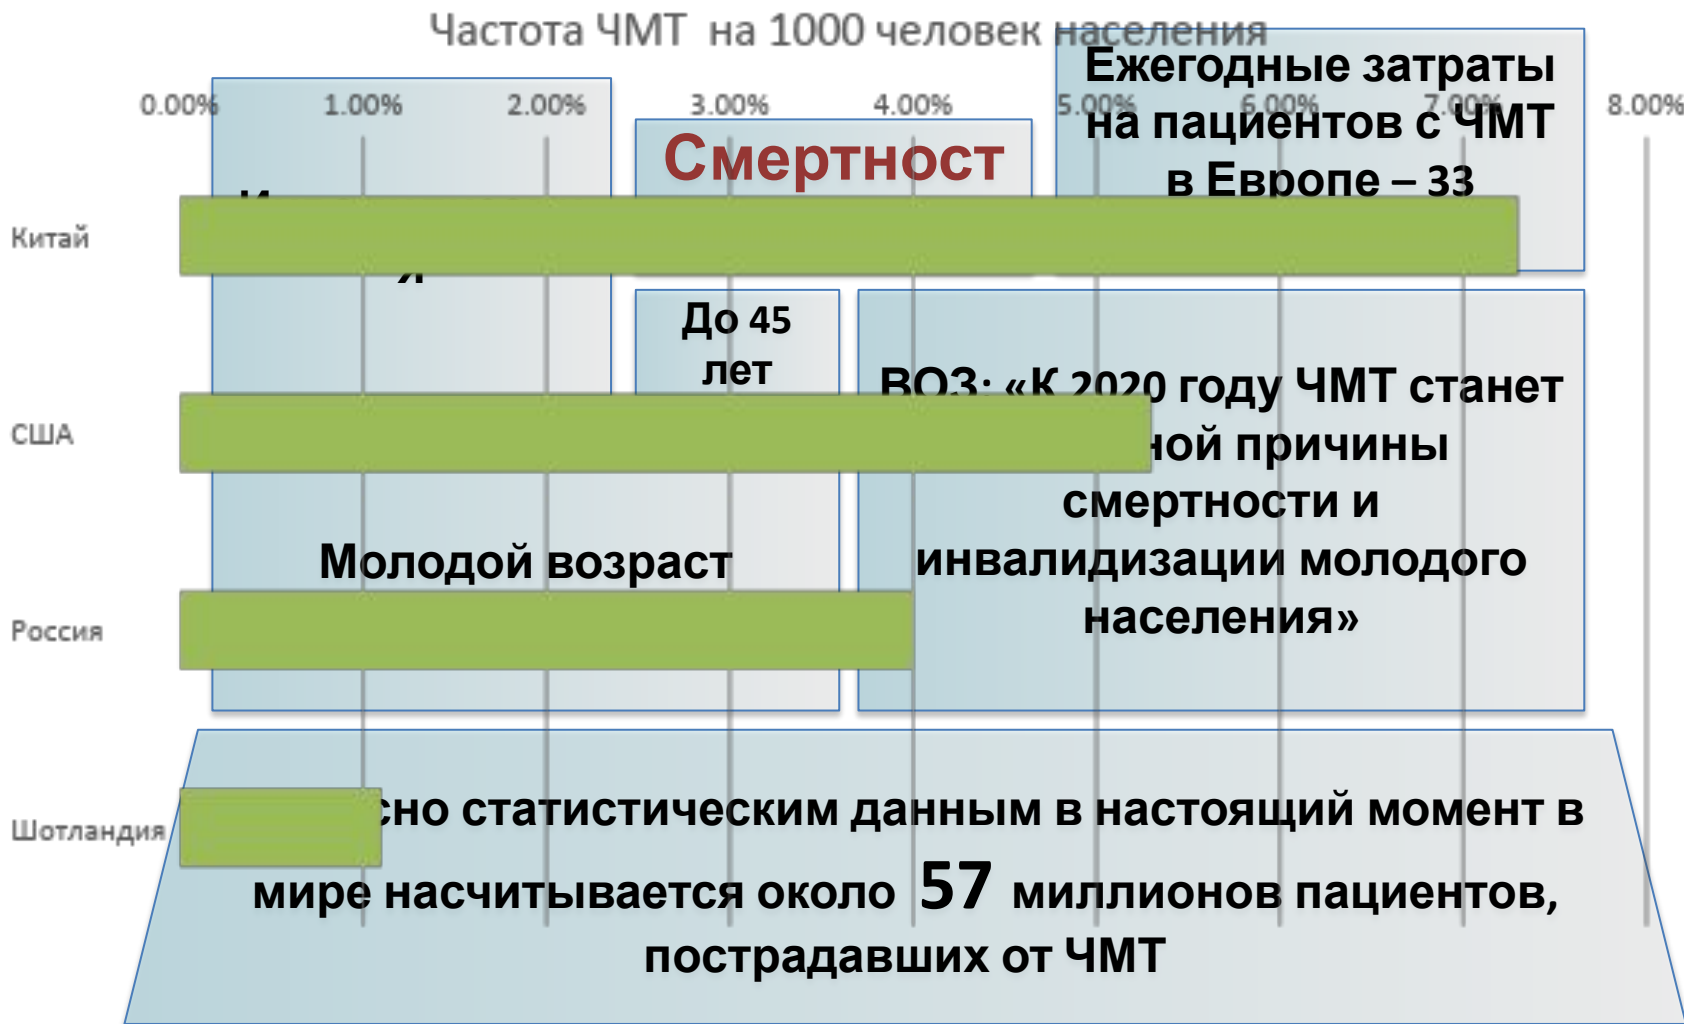 Частота ЧМТ на 1000 человек населения
0.00% 1.00% 2.00% 3.00% 4.00% 5.00% 6.00% 7.00% 8.00%
Ежегодные затраты
на пациентов с ЧМТ
в Европе – 33
Смертност
Китай
До 45
лет
США
ВОЗ: «К 2020 году ЧМТ станет
причины
смертности и
инвалидизации молодого
населения»
Молодой возраст
Россия
Шотландия
статистическим данным в настоящий момент в
мире насчитывается около 57 миллионов пациентов,
пострадавших от ЧМТ